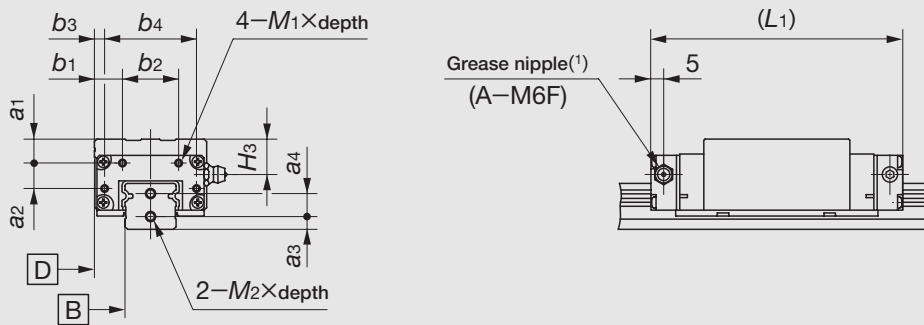 b3 b4 4−M1×depth
b1 b2
a1
a2
H3
a4
a3
D
B
2−M2×depth
(L1)
5
Grease nipple(1)
(A−M6F)